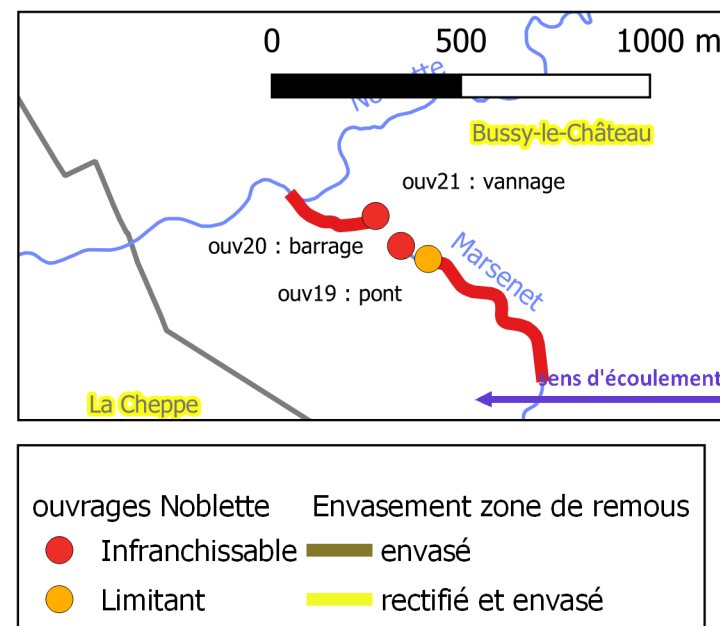 0 500 1000 m
Noblette
Bussy-le-Château
ouv21 : vannage
ouv20 : barrage
Marsenet
ouv19 : pont
sens d'écoulement
La Cheppe
ouvrages Noblette Envasement zone de remous
Infranchissable envasé
Limitant rectifié et envasé